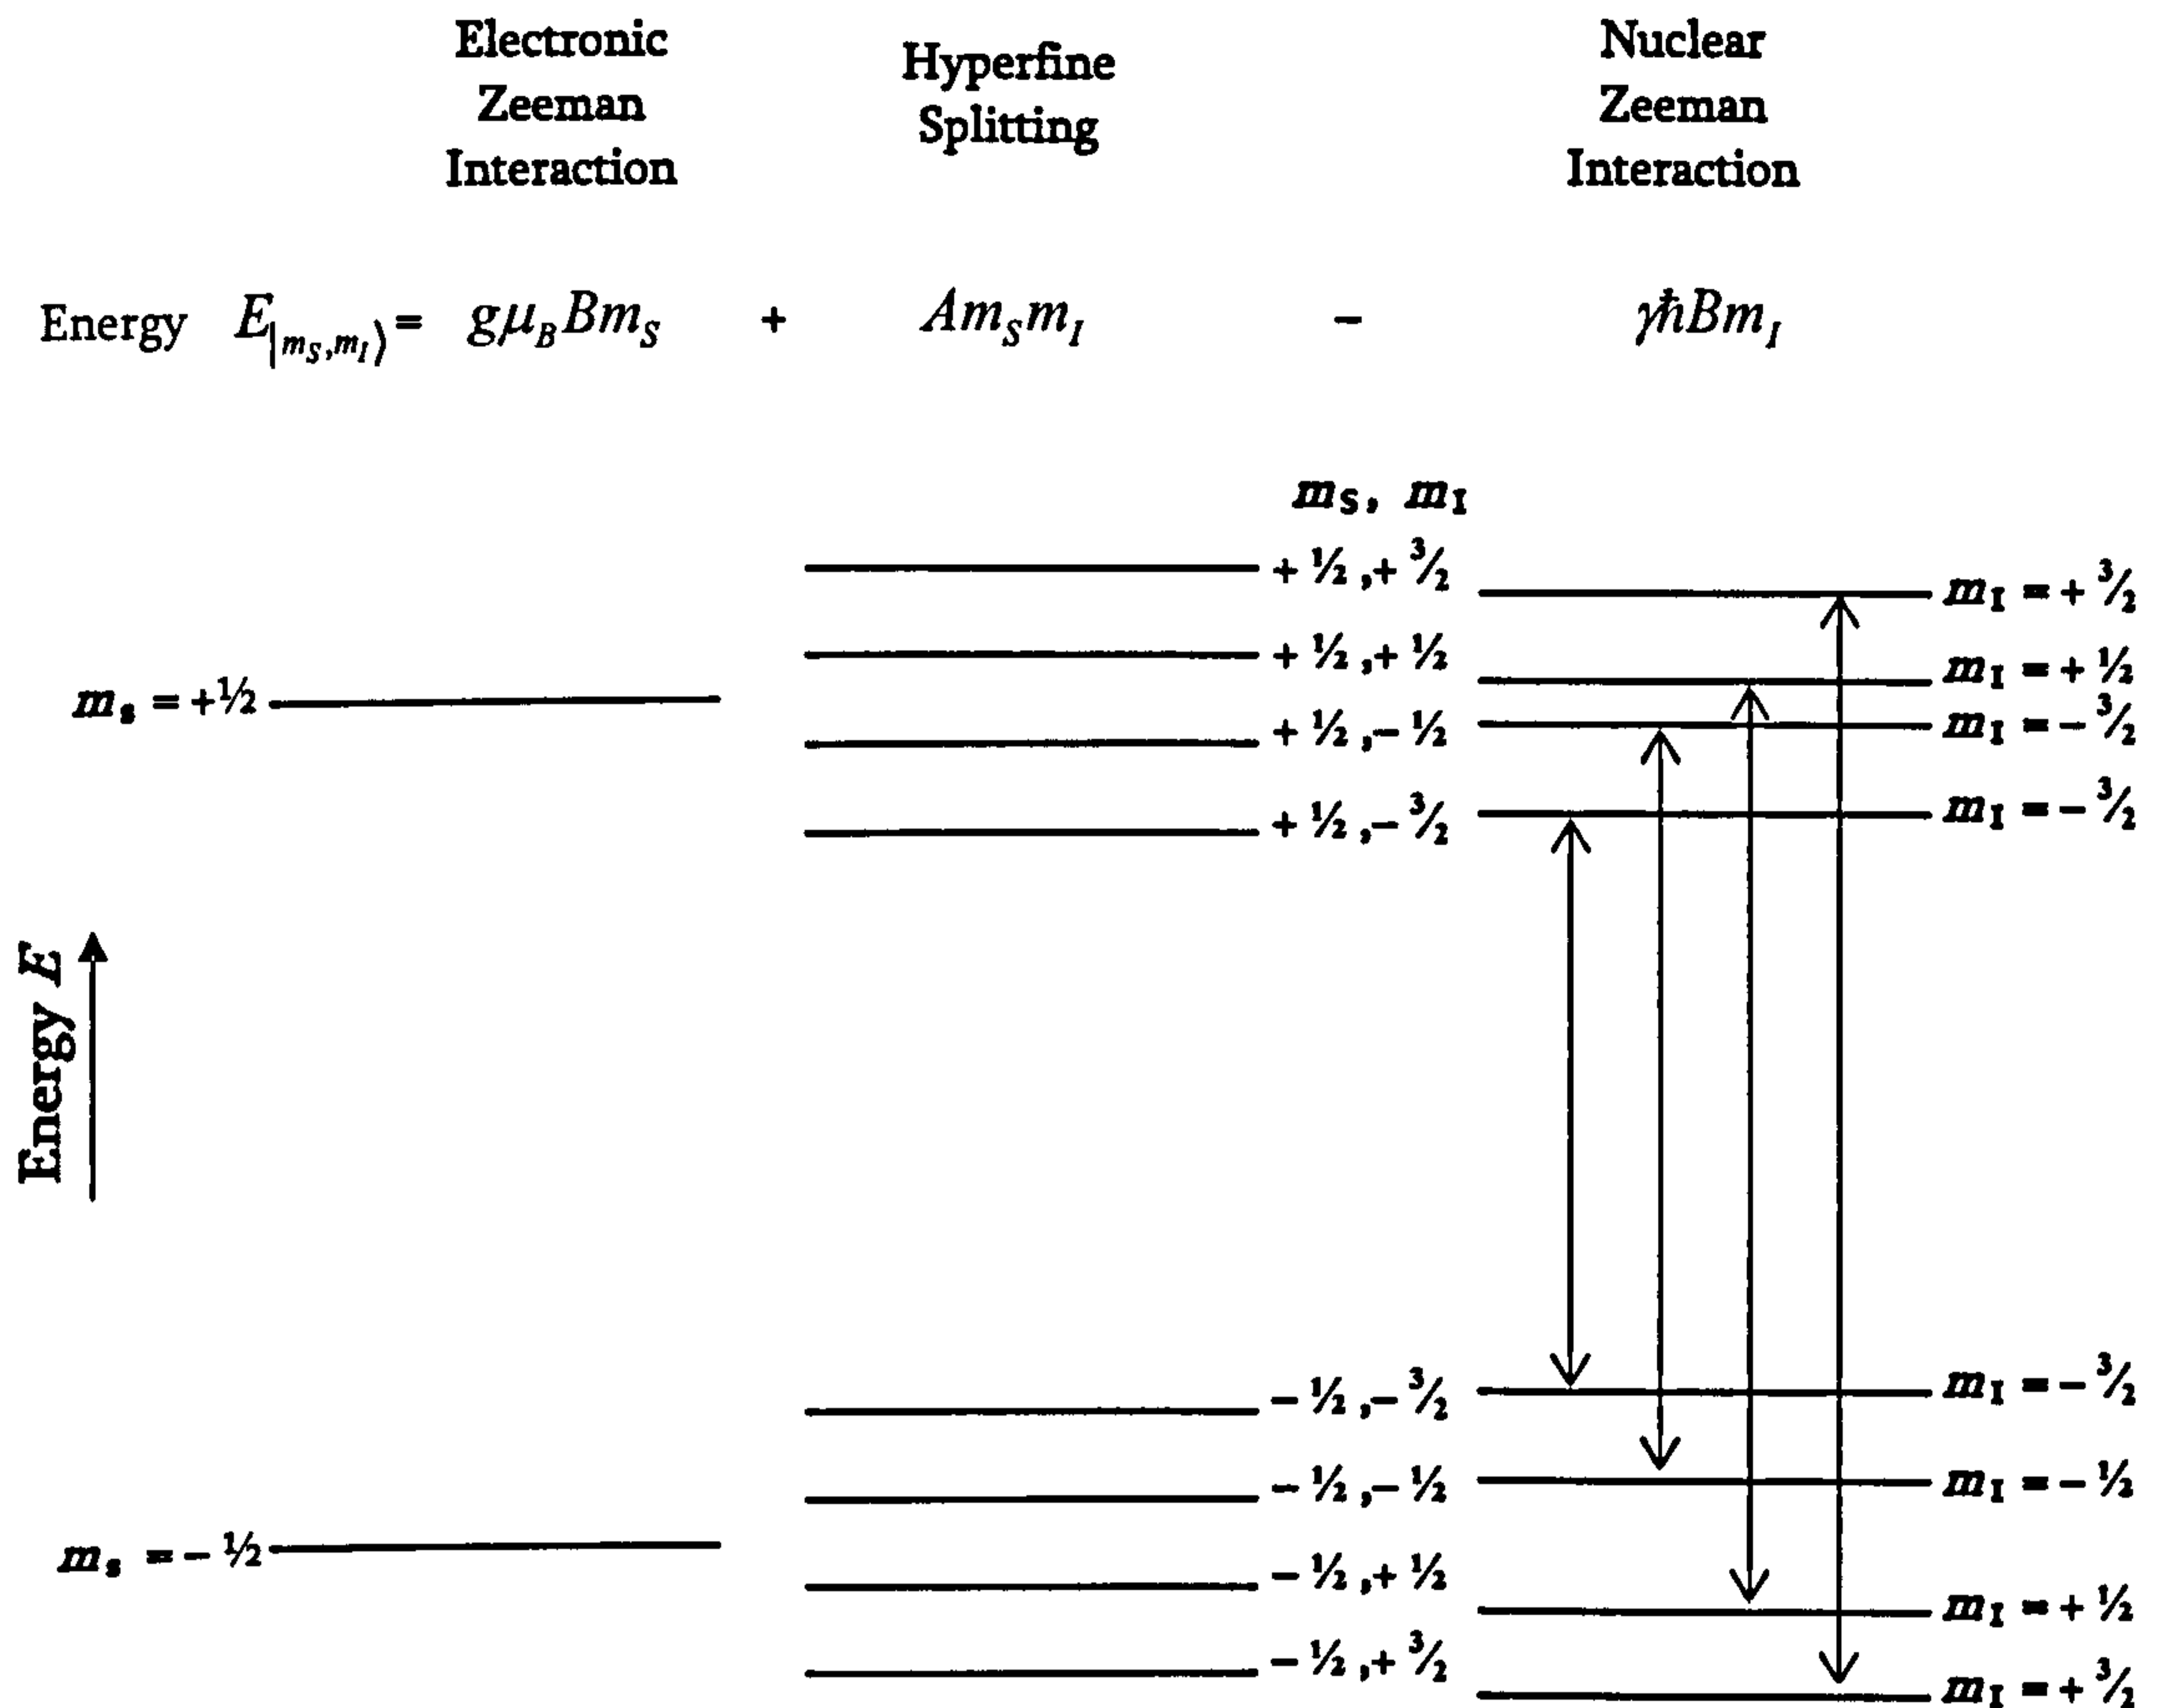 Electronic
Zeeman
Interaction
Hyperfine
Splitting
Nuclear
Zeeman
Interaction
Energy E|mS,mI⟩ = gμBBmS + AmSmI − γℏBmI
mS, mI
+ ½ ,+ 3/2
+ ½ ,+ ½
+ ½ ,− ½
+ ½ ,− 3/2
ms = +½
mI = + 3/2
mI = + ½
mI = − 3/2
mI = − 3/2
Energy E
− ½ ,− 3/2
− ½ ,− ½
− ½ ,+ ½
− ½ ,+ 3/2
ms = − ½
mI = − 3/2
mI = − ½
mI = + ½
mI = + 3/2